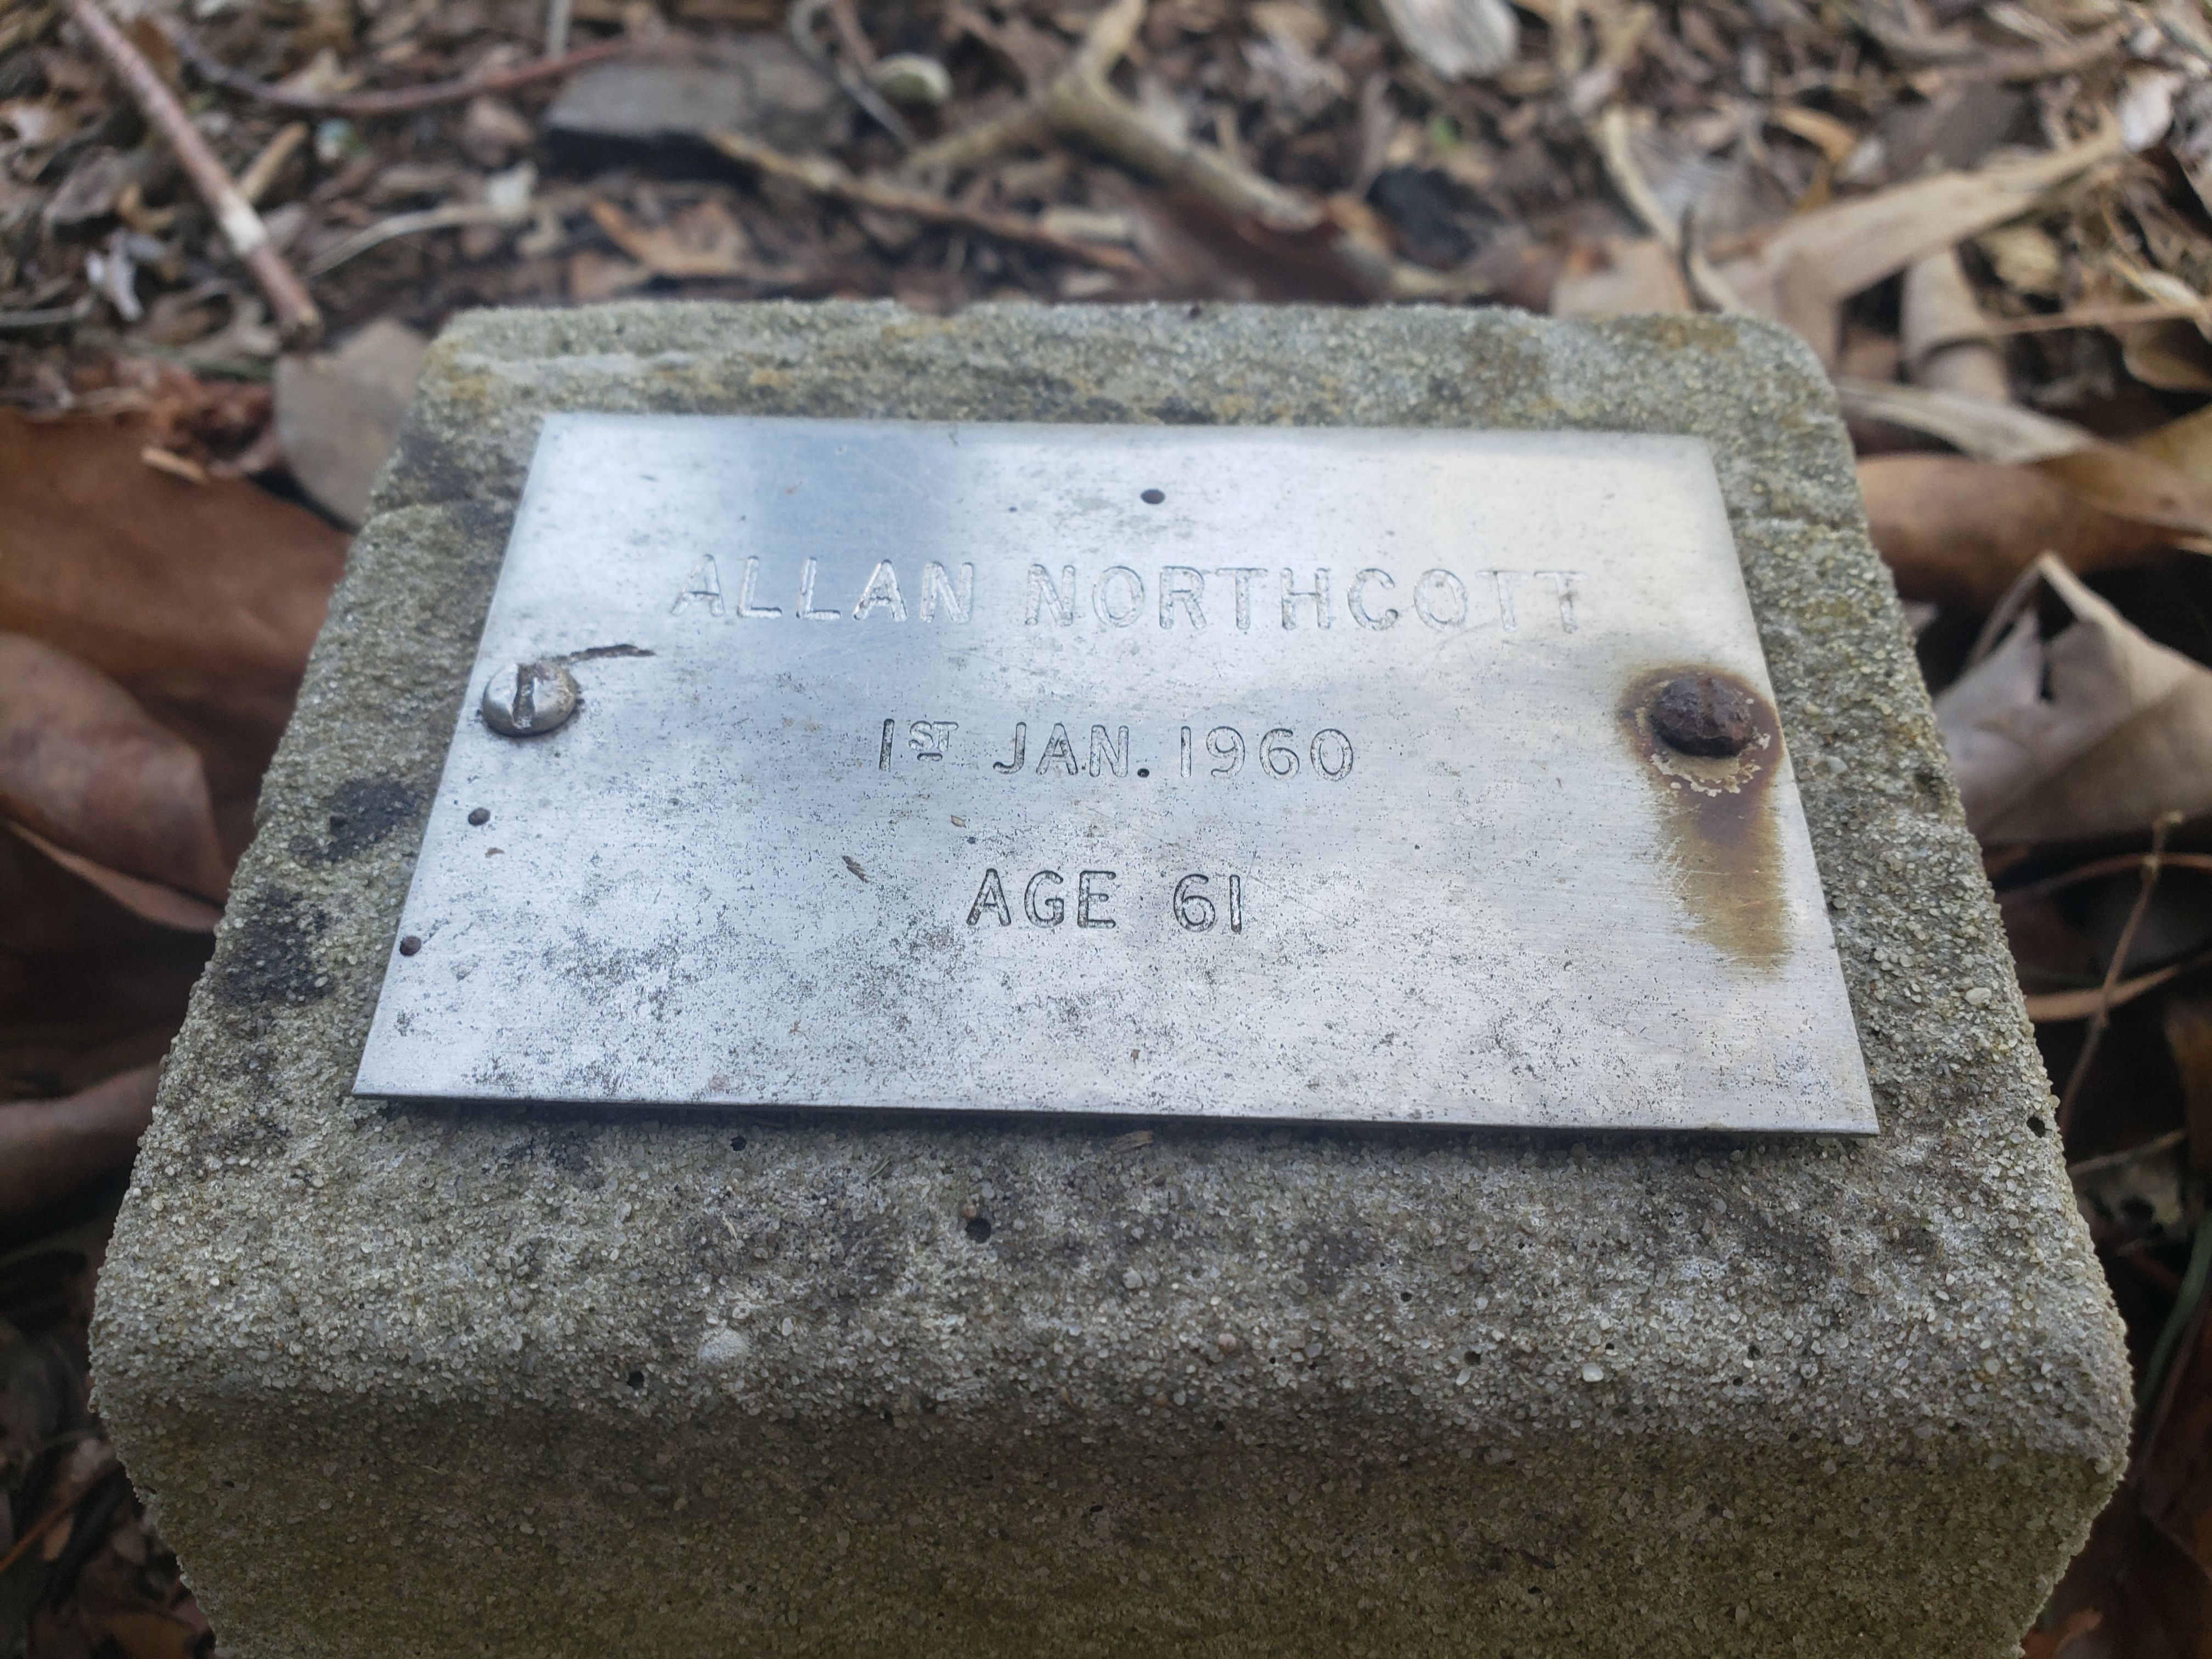 ALLAN NORTHCOTT
1ST JAN. 1960
AGE 61